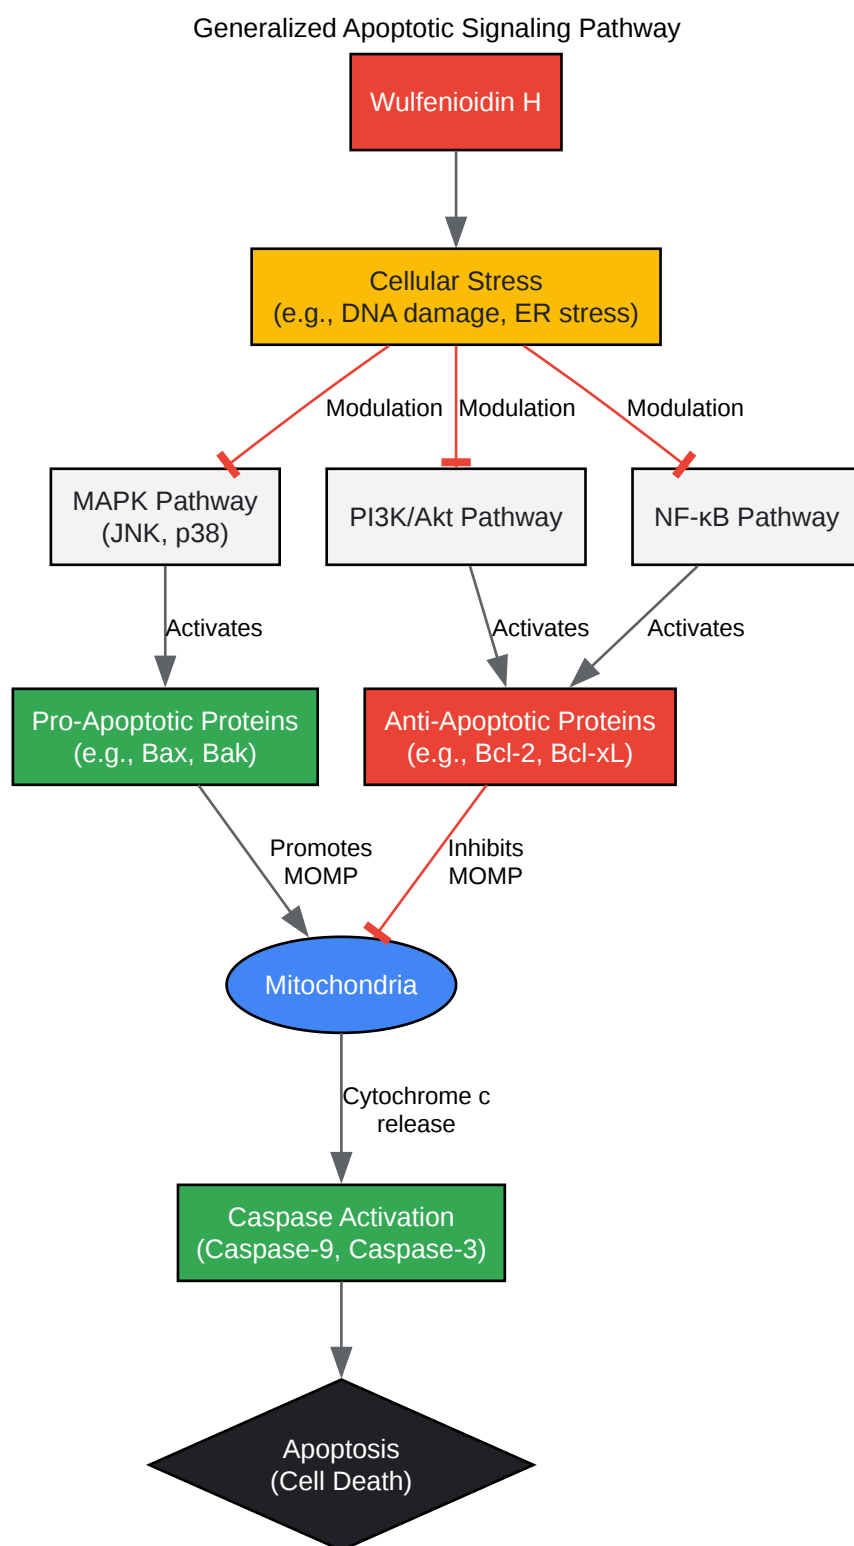 Generalized Apoptotic Signaling Pathway
Wulfenioidin H
Cellular Stress
(e.g., DNA damage, ER stress)
Modulation
Modulation
Modulation
MAPK Pathway
(JNK, p38)
PI3K/Akt Pathway
NF-κB Pathway
Activates
Activates
Activates
Pro-Apoptotic Proteins
(e.g., Bax, Bak)
Anti-Apoptotic Proteins
(e.g., Bcl-2, Bcl-xL)
Promotes
MOMP
Inhibits
MOMP
Mitochondria
Cytochrome c
release
Caspase Activation
(Caspase-9, Caspase-3)
Apoptosis
(Cell Death)